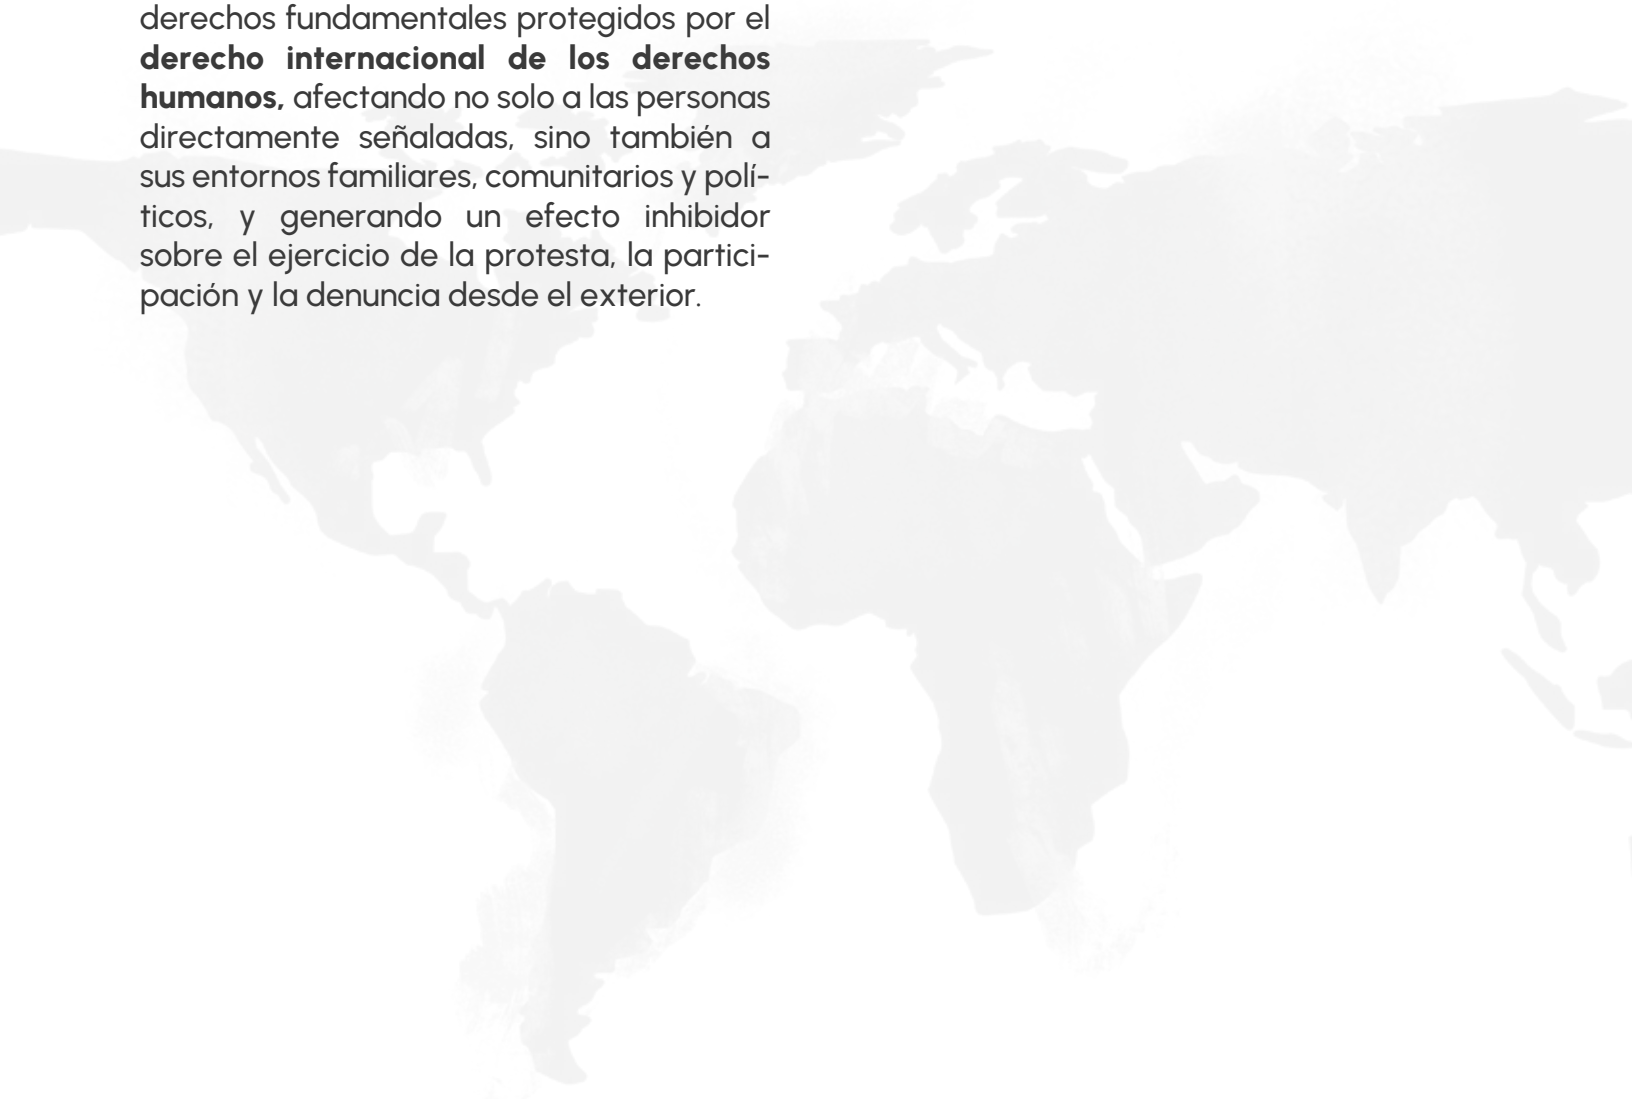 derechos fundamentales protegidos por el
derecho internacional de los derechos
humanos, afectando no solo a las personas
directamente señaladas, sino también a
sus entornos familiares, comunitarios y polí-
ticos, y generando un efecto inhibidor
sobre el ejercicio de la protesta, la partici-
pación y la denuncia desde el exterior.